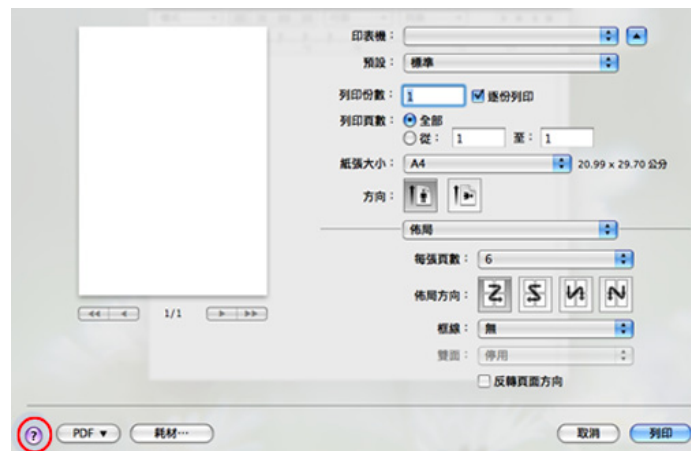 印表機：
預設： 標準
列印份數： 1 逐份列印
列印頁數： 全部
從： 1 至： 1
紙張大小： A4 20.99 x 29.70 公分
方向：
佈局
每張頁數： 6
佈局方向：
框線： 無
雙面： 停用
反轉頁面方向
1/1
? PDF ▼ 耗材⋯ 取消 列印